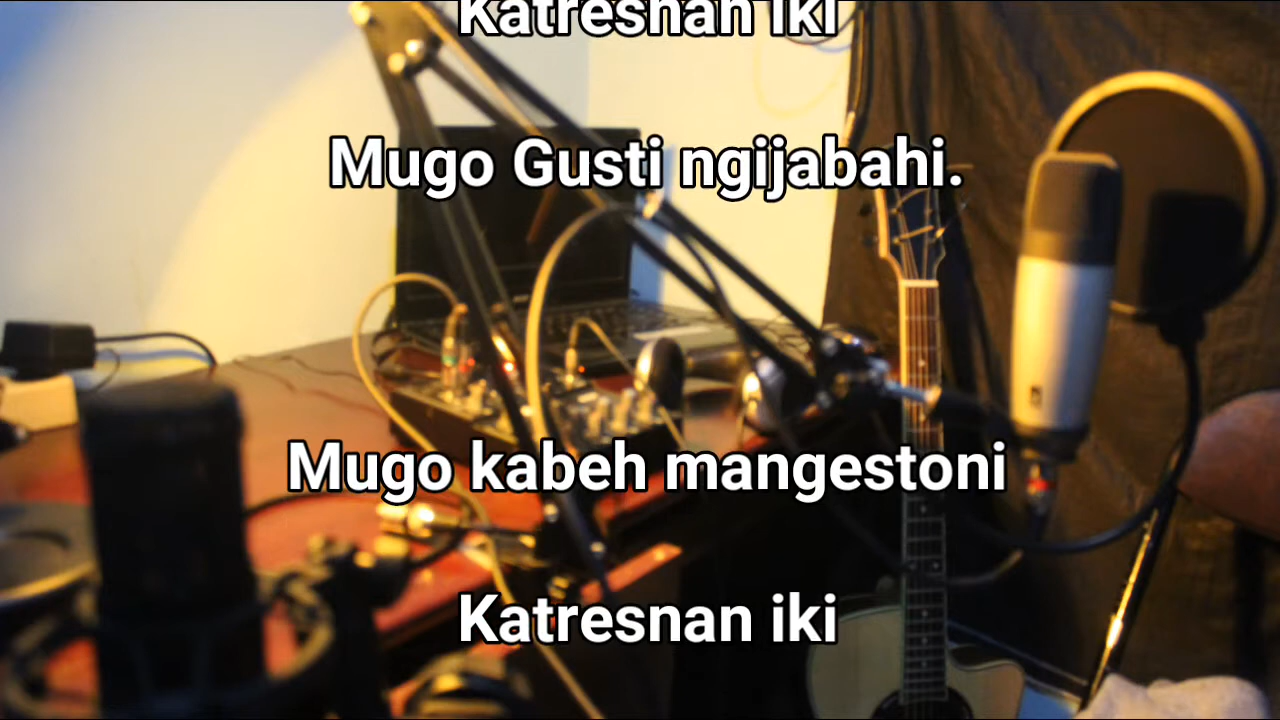 Katresnan iki
Mugo Gusti ngijabahi.
Mugo kabeh mangestoni
Katresnan iki